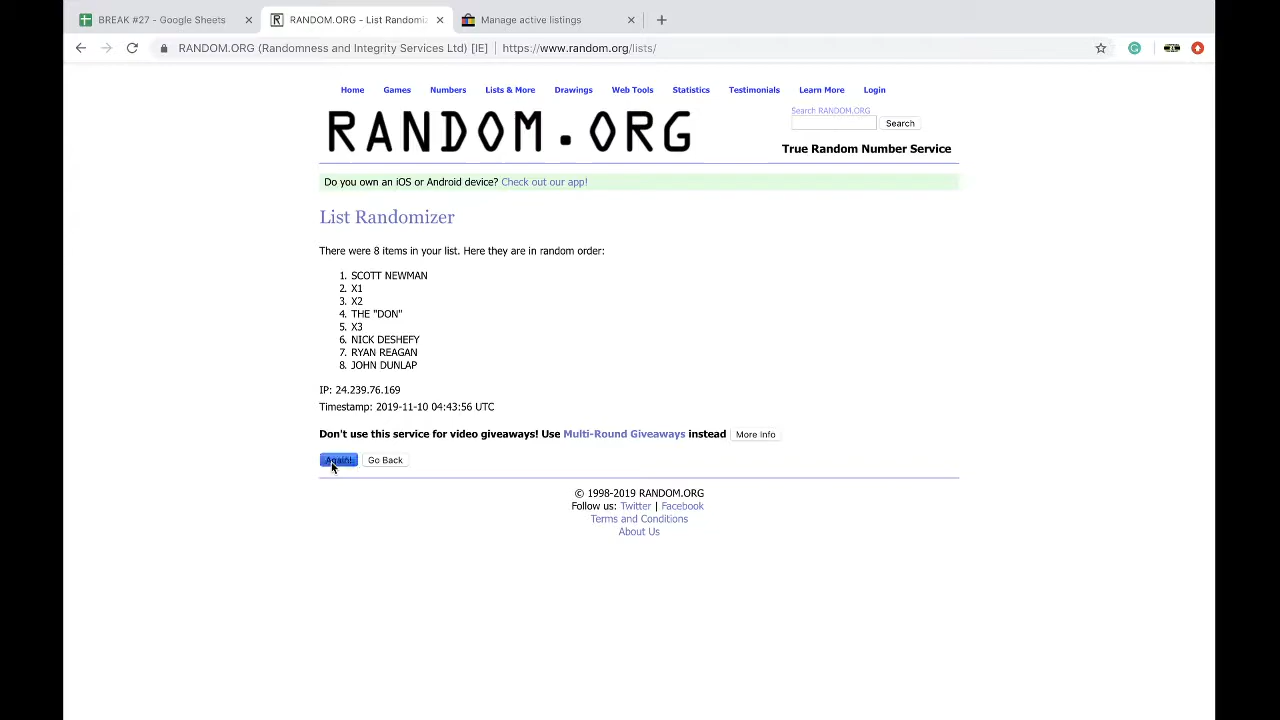 BREAK #27 - Google Sheets
RANDOM.ORG - List Randomiz
Manage active listings
RANDOM.ORG (Randomness and Integrity Services Ltd) [IE] | https://www.random.org/lists/
Home Games Numbers Lists & More Drawings Web Tools Statistics Testimonials Learn More Login
RANDOM.ORG
Search RANDOM.ORG
Search
True Random Number Service
Do you own an iOS or Android device? Check out our app!
List Randomizer
There were 8 items in your list. Here they are in random order:
1. SCOTT NEWMAN
2. X1
3. X2
4. THE "DON"
5. X3
6. NICK DESHEFY
7. RYAN REAGAN
8. JOHN DUNLAP
IP: 24.239.76.169
Timestamp: 2019-11-10 04:43:56 UTC
Don't use this service for video giveaways! Use Multi-Round Giveaways instead More Info
Again! Go Back
© 1998-2019 RANDOM.ORG
Follow us: Twitter | Facebook
Terms and Conditions
About Us